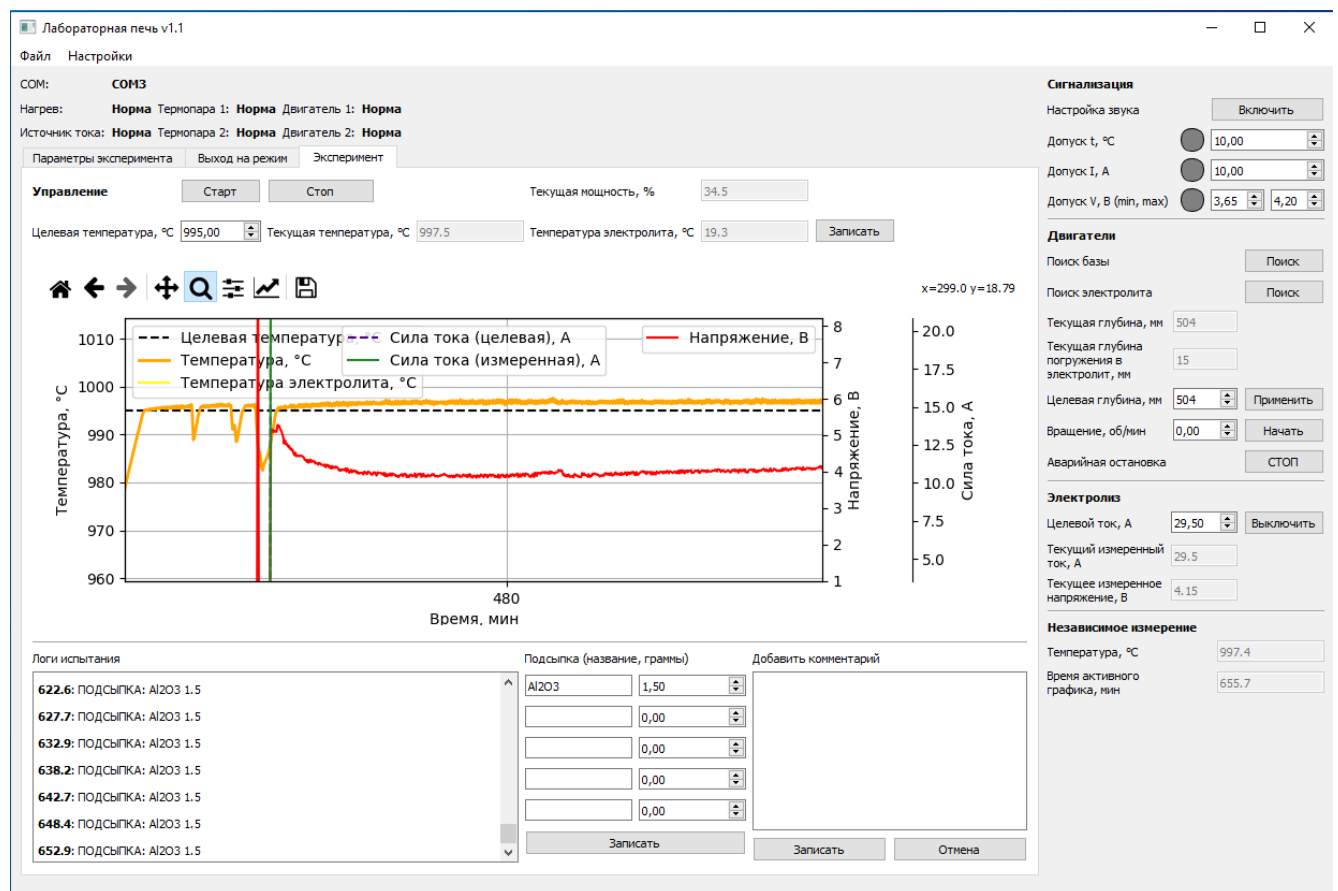 Лабораторная печь v1.1
Файл Настройки
COM: COM3
Нагрев: Норма Термопара 1: Норма Двигатель 1: Норма
Источник тока: Норма Термопара 2: Норма Двигатель 2: Норма
Параметры эксперимента Выход на режим Эксперимент
Управление Старт Стоп Текущая мощность, % 34.5
Целевая температура, ºC 995,00 Текущая температура, ºC 997.5 Температура электролита, ºC 19.3 Записать
x=299.0 y=18.79
Целевая температура, °C
Температура, °C
Температура электролита, °C
Сила тока (целевая), А
Сила тока (измеренная), А
Напряжение, В
Температура, °C
1010
1000
990
980
970
960
8
7
6
5
4
3
2
1
Напряжение, В
20.0
17.5
15.0
12.5
10.0
7.5
5.0
Сила тока, А
480
Время, мин
Логи испытания
622.6: ПОДСЫПКА: Al2O3 1.5
627.7: ПОДСЫПКА: Al2O3 1.5
632.9: ПОДСЫПКА: Al2O3 1.5
638.2: ПОДСЫПКА: Al2O3 1.5
642.7: ПОДСЫПКА: Al2O3 1.5
648.4: ПОДСЫПКА: Al2O3 1.5
652.9: ПОДСЫПКА: Al2O3 1.5
Подсыпка (название, граммы)
Al2O3 1,50
0,00
0,00
0,00
0,00
Записать
Добавить комментарий
Записать Отмена
Сигнализация
Настройка звука Включить
Допуск t, ºC 10,00
Допуск I, А 10,00
Допуск V, В (min, max) 3,65 4,20
Двигатели
Поиск базы Поиск
Поиск электролита Поиск
Текущая глубина, мм 504
Текущая глубина
погружения в 15
электролит, мм
Целевая глубина, мм 504 Применить
Вращение, об/мин 0,00 Начать
Аварийная остановка СТОП
Электролиз
Целевой ток, А 29,50 Выключить
Текущий измеренный
ток, А 29.5
Текущее измеренное
напряжение, В 4.15
Независимое измерение
Температура, ºC 997.4
Время активного
графика, мин 655.7